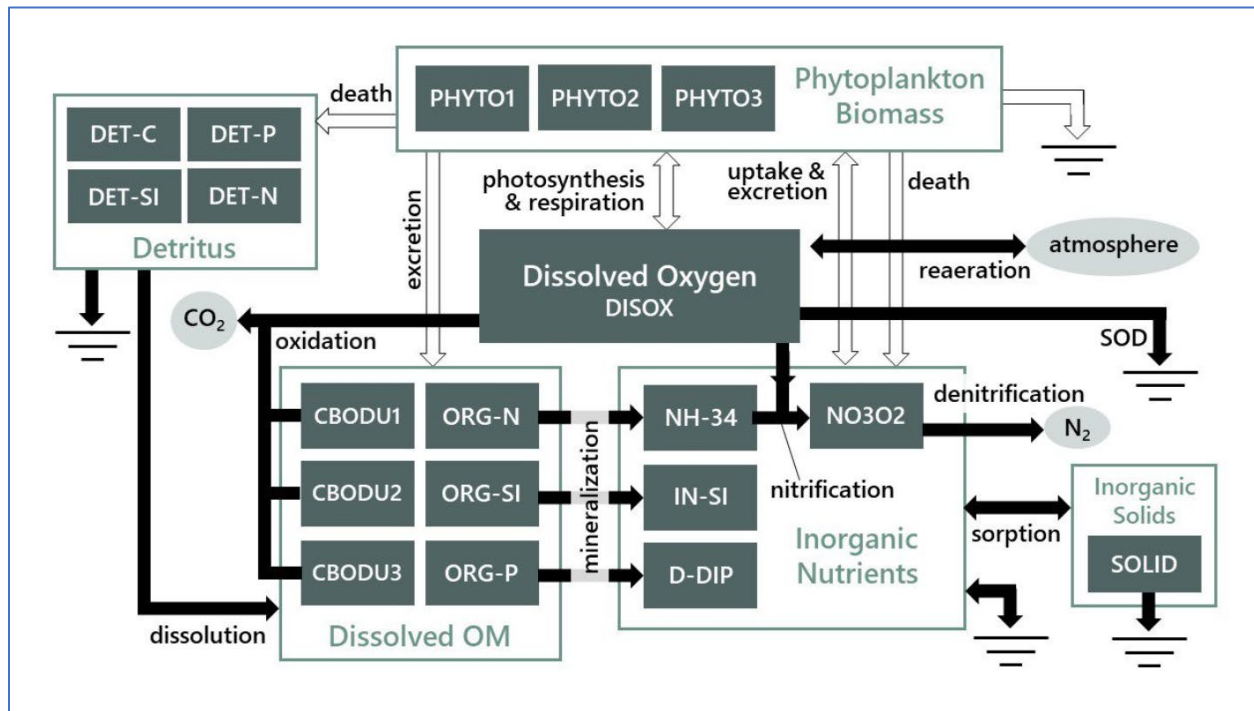 PHYTO1
PHYTO2
PHYTO3
Phytoplankton
Biomass
death
DET-C
DET-P
DET-SI
DET-N
Detritus
excretion
photosynthesis
& respiration
uptake &
excretion
death
Dissolved Oxygen
DISOX
atmosphere
reaeration
CO₂
oxidation
SOD
CBODU1
ORG-N
CBODU2
ORG-SI
CBODU3
ORG-P
Dissolved OM
dissolution
mineralization
NH-34
NO3O2
nitrification
IN-SI
D-DIP
Inorganic
Nutrients
denitrification
N₂
sorption
Inorganic
Solids
SOLID